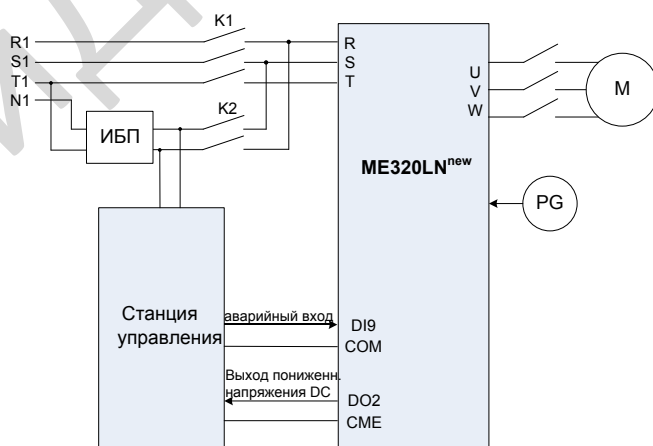 K1
R1
S1
T1
N1
R
S
T
U
V
W
M
K2
ИБП
ME320LNnew
PG
Станция
управления
аварийный вход
DI9
COM
Выход пониженн.
напряжения DC
DO2
CME